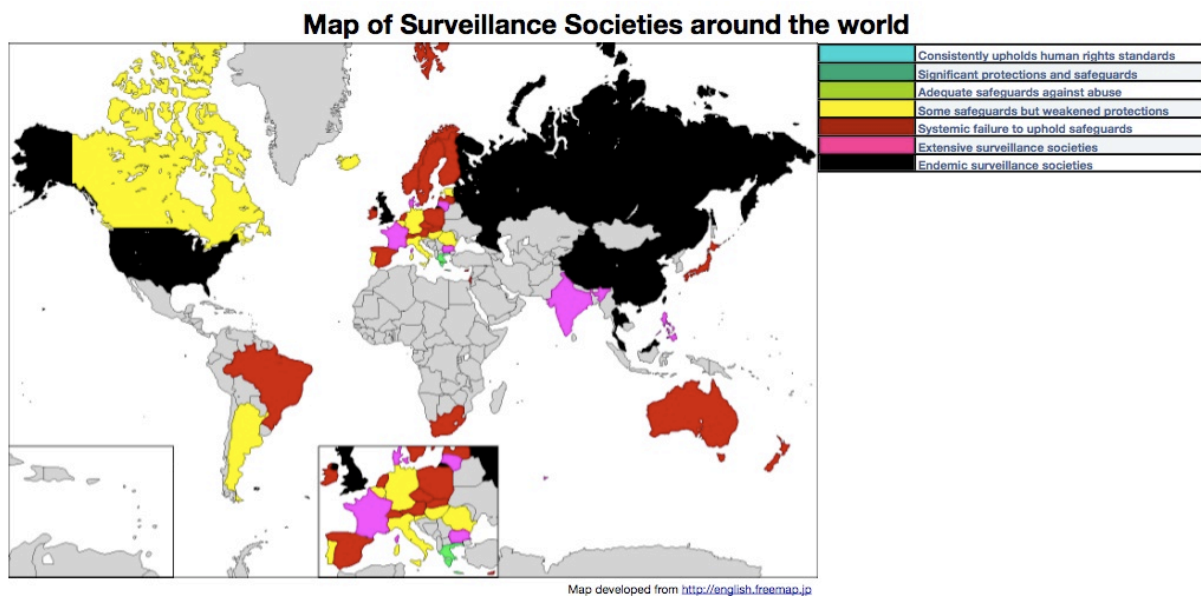 Map of Surveillance Societies around the world
Consistently upholds human rights standards
Significant protections and safeguards
Adequate safeguards against abuse
Some safeguards but weakened protections
Systemic failure to uphold safeguards
Extensive surveillance societies
Endemic surveillance societies
Map developed from http://english.freemap.jp